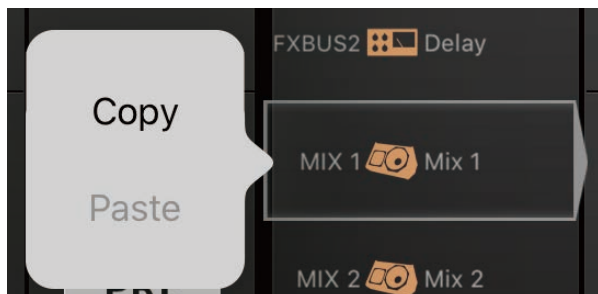 Copy
Paste
FXBUS2 Delay
MIX 1 Mix 1
MIX 2 Mix 2